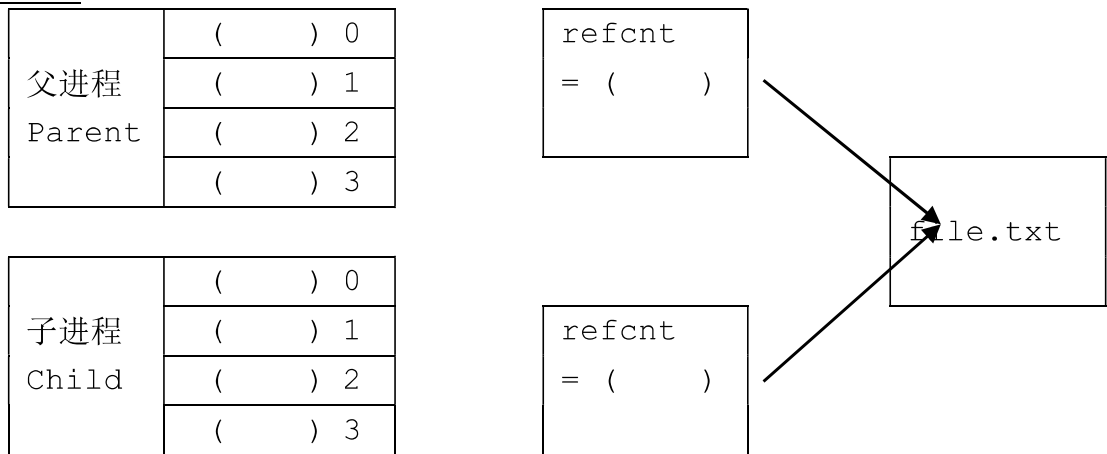 (    ) 0
父进程
Parent
(    ) 1
(    ) 2
(    ) 3
refcnt
= (    )
file.txt
(    ) 0
子进程
Child
(    ) 1
(    ) 2
(    ) 3
refcnt
= (    )